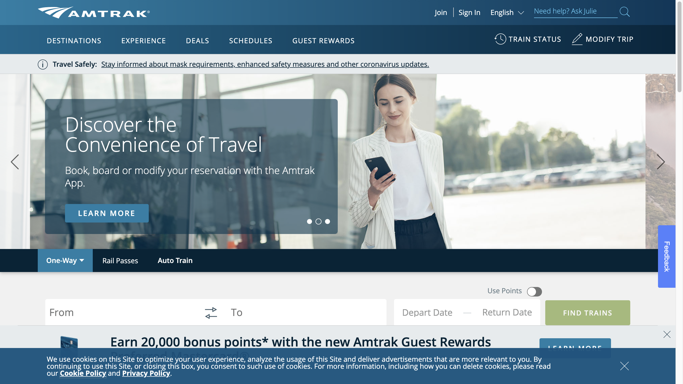 AMTRAK
Join Sign In English Need help? Ask Julie
DESTINATIONS EXPERIENCE DEALS SCHEDULES GUEST REWARDS TRAIN STATUS MODIFY TRIP
Travel Safely: Stay informed about mask requirements, enhanced safety measures and other coronavirus updates.
Discover the
Convenience of Travel
Book, board or modify your reservation with the Amtrak
App.
LEARN MORE
Feedback
One-Way Rail Passes Auto Train
Use Points
From To Depart Date — Return Date FIND TRAINS
Earn 20,000 bonus points* with the new Amtrak Guest Rewards
LEARN MORE
We use cookies on this Site to optimize your user experience, analyze the usage of this Site and deliver advertisements that are more relevant to you. By
continuing to use this Site, or closing this box, you consent to such use of cookies. For more information, including how you can delete cookies, please read
our Cookie Policy and Privacy Policy.